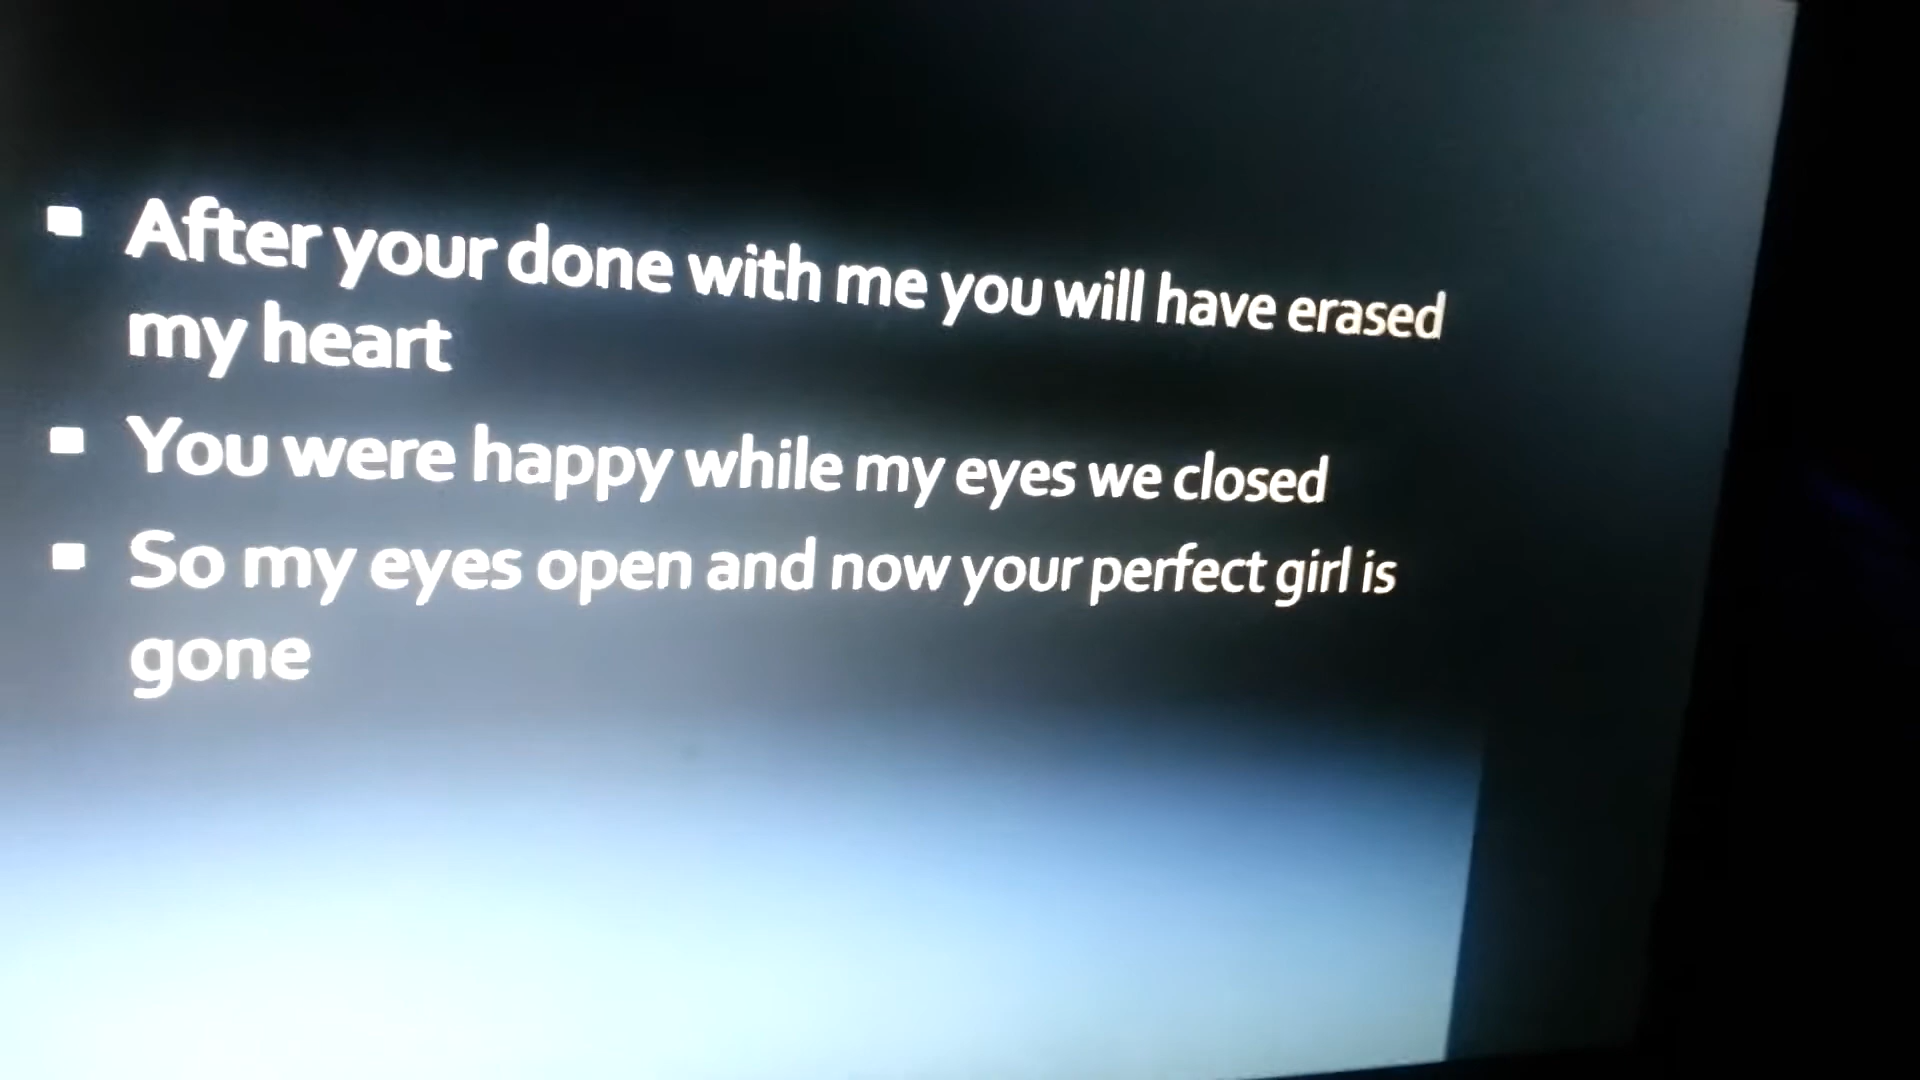 After your done with me you will have erased
my heart
You were happy while my eyes we closed
So my eyes open and now your perfect girl is
gone